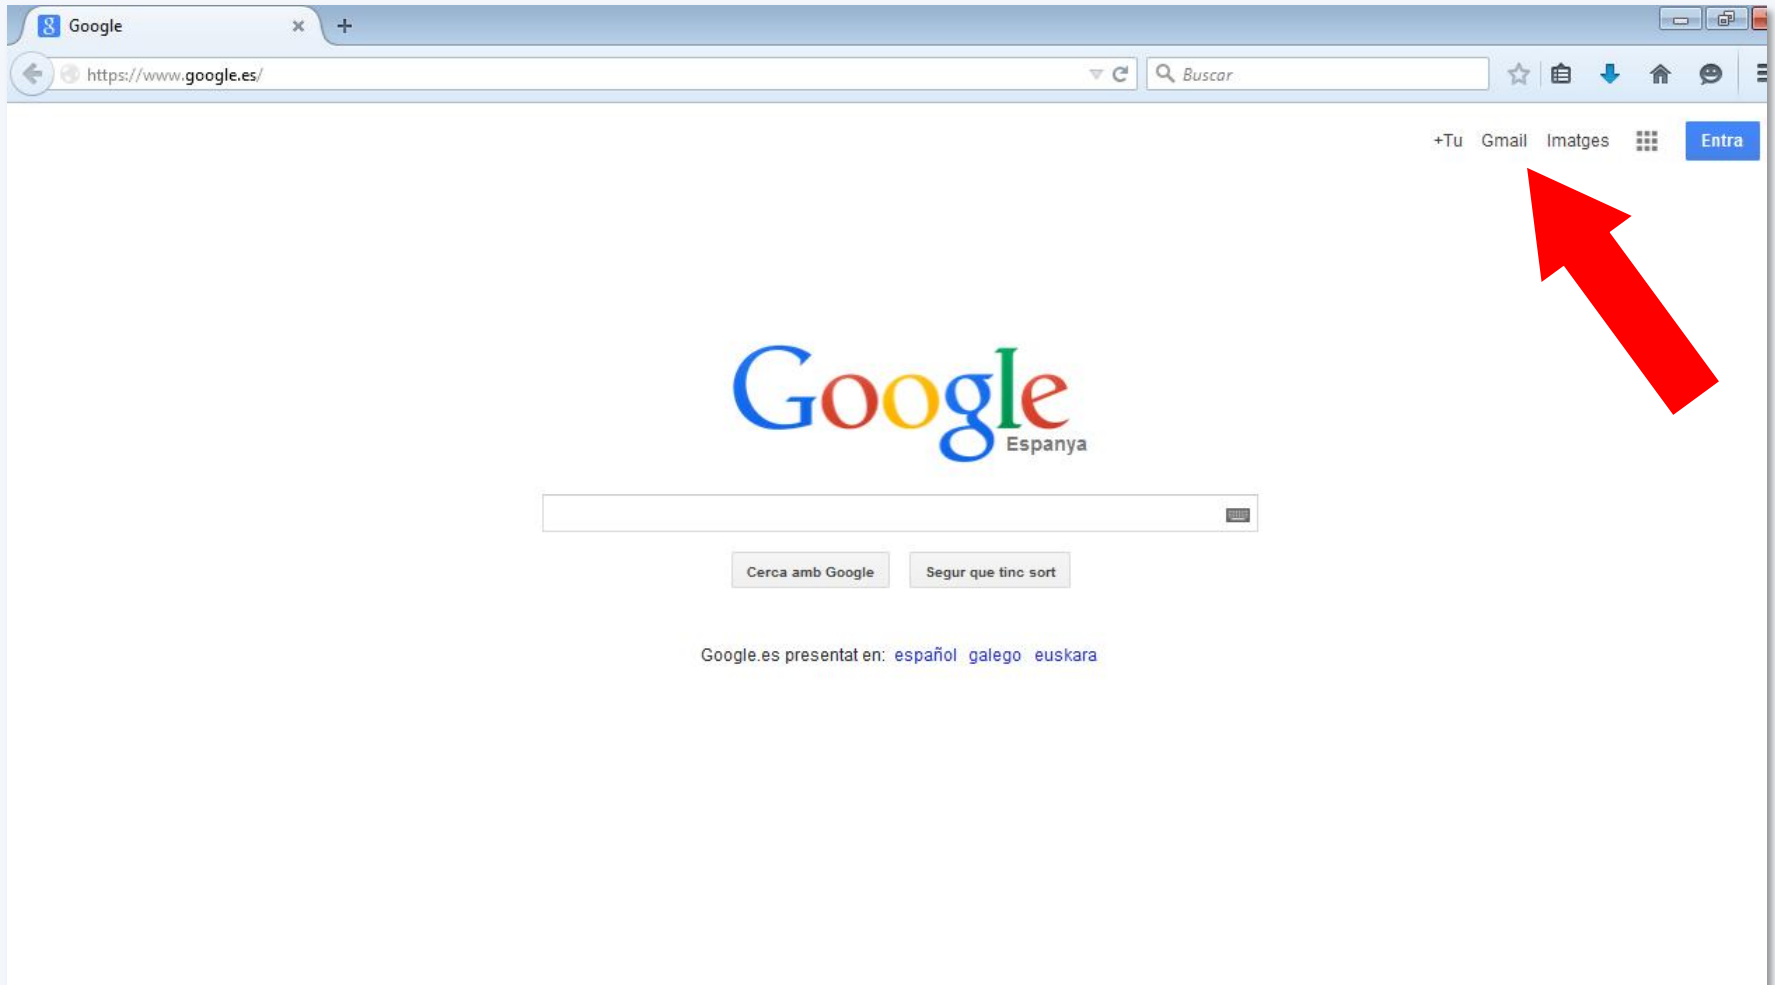 Google
https://www.google.es/
Buscar
+Tu Gmail Imatges Entra
Google
Espanya
Cerca amb Google Segur que tinc sort
Google.es presentat en: español galego euskara